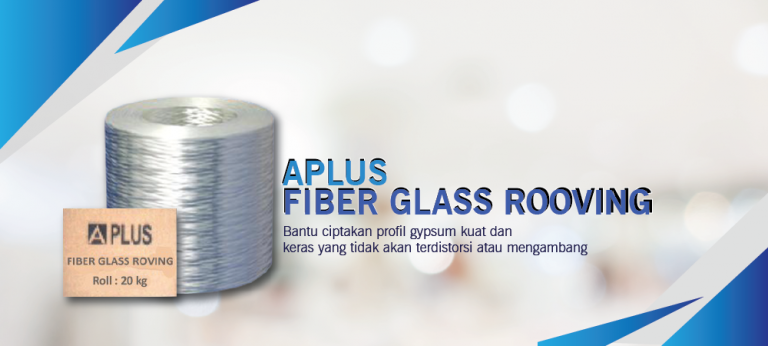 APLUS
FIBER GLASS ROOVING
Bantu ciptakan profil gypsum kuat dan
keras yang tidak akan terdistorsi atau mengambang
A PLUS
FIBER GLASS ROVING
Roll : 20 kg